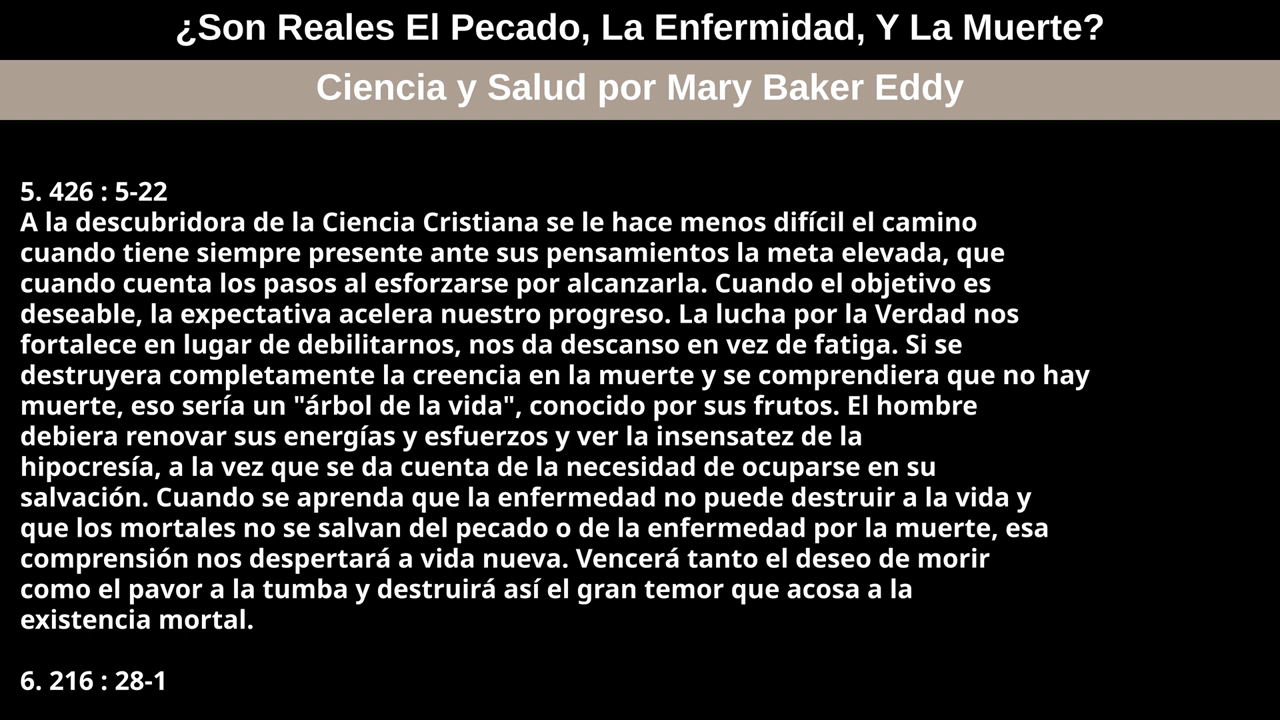 ¿Son Reales El Pecado, La Enfermidad, Y La Muerte?
Ciencia y Salud por Mary Baker Eddy
5. 426 : 5-22
A la descubridora de la Ciencia Cristiana se le hace menos difícil el camino
cuando tiene siempre presente ante sus pensamientos la meta elevada, que
cuando cuenta los pasos al esforzarse por alcanzarla. Cuando el objetivo es
deseable, la expectativa acelera nuestro progreso. La lucha por la Verdad nos
fortalece en lugar de debilitarnos, nos da descanso en vez de fatiga. Si se
destruyera completamente la creencia en la muerte y se comprendiera que no hay
muerte, eso sería un "árbol de la vida", conocido por sus frutos. El hombre
debiera renovar sus energías y esfuerzos y ver la insensatez de la
hipocresía, a la vez que se da cuenta de la necesidad de ocuparse en su
salvación. Cuando se aprenda que la enfermedad no puede destruir a la vida y
que los mortales no se salvan del pecado o de la enfermedad por la muerte, esa
comprensión nos despertará a vida nueva. Vencerá tanto el deseo de morir
como el pavor a la tumba y destruirá así el gran temor que acosa a la
existencia mortal.
6. 216 : 28-1